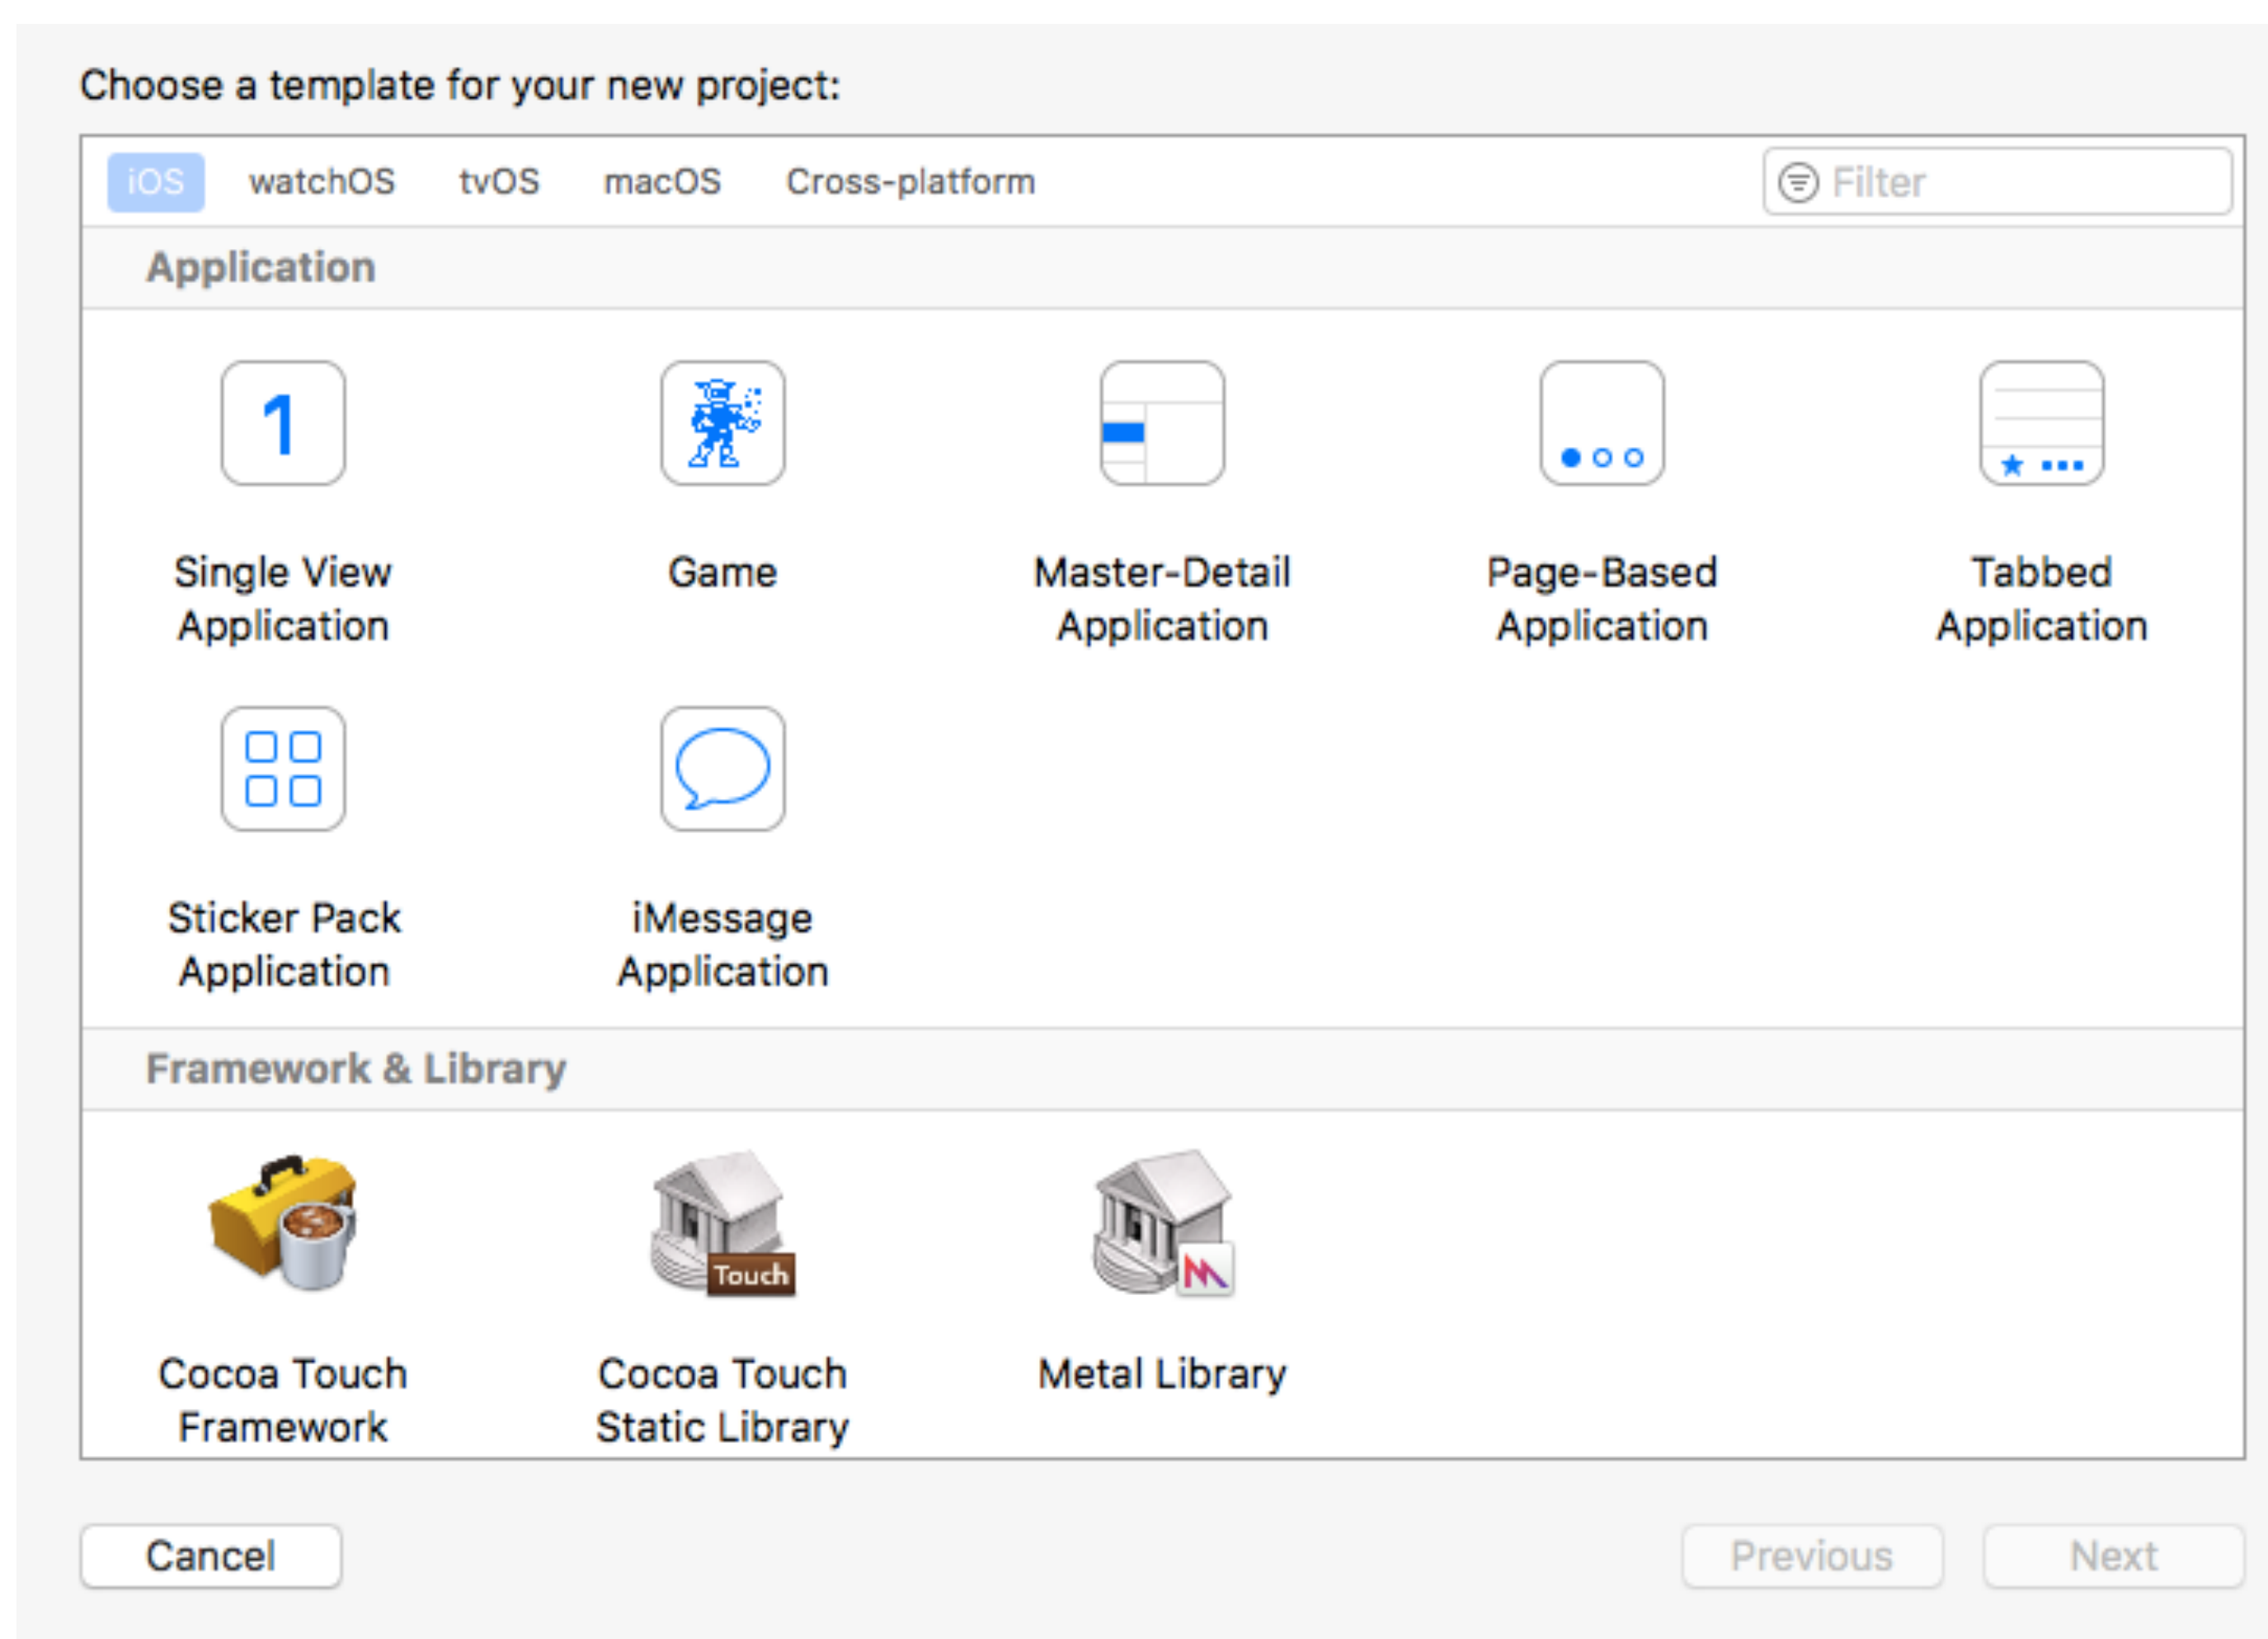 Choose a template for your new project:
iOS watchOS tvOS macOS Cross-platform Filter
Application
1
Single View Application
Game
Master-Detail Application
Page-Based Application
Tabbed Application
Sticker Pack Application
iMessage Application
Framework & Library
Touch
Cocoa Touch Framework
Cocoa Touch Static Library
Metal Library
Cancel Previous Next